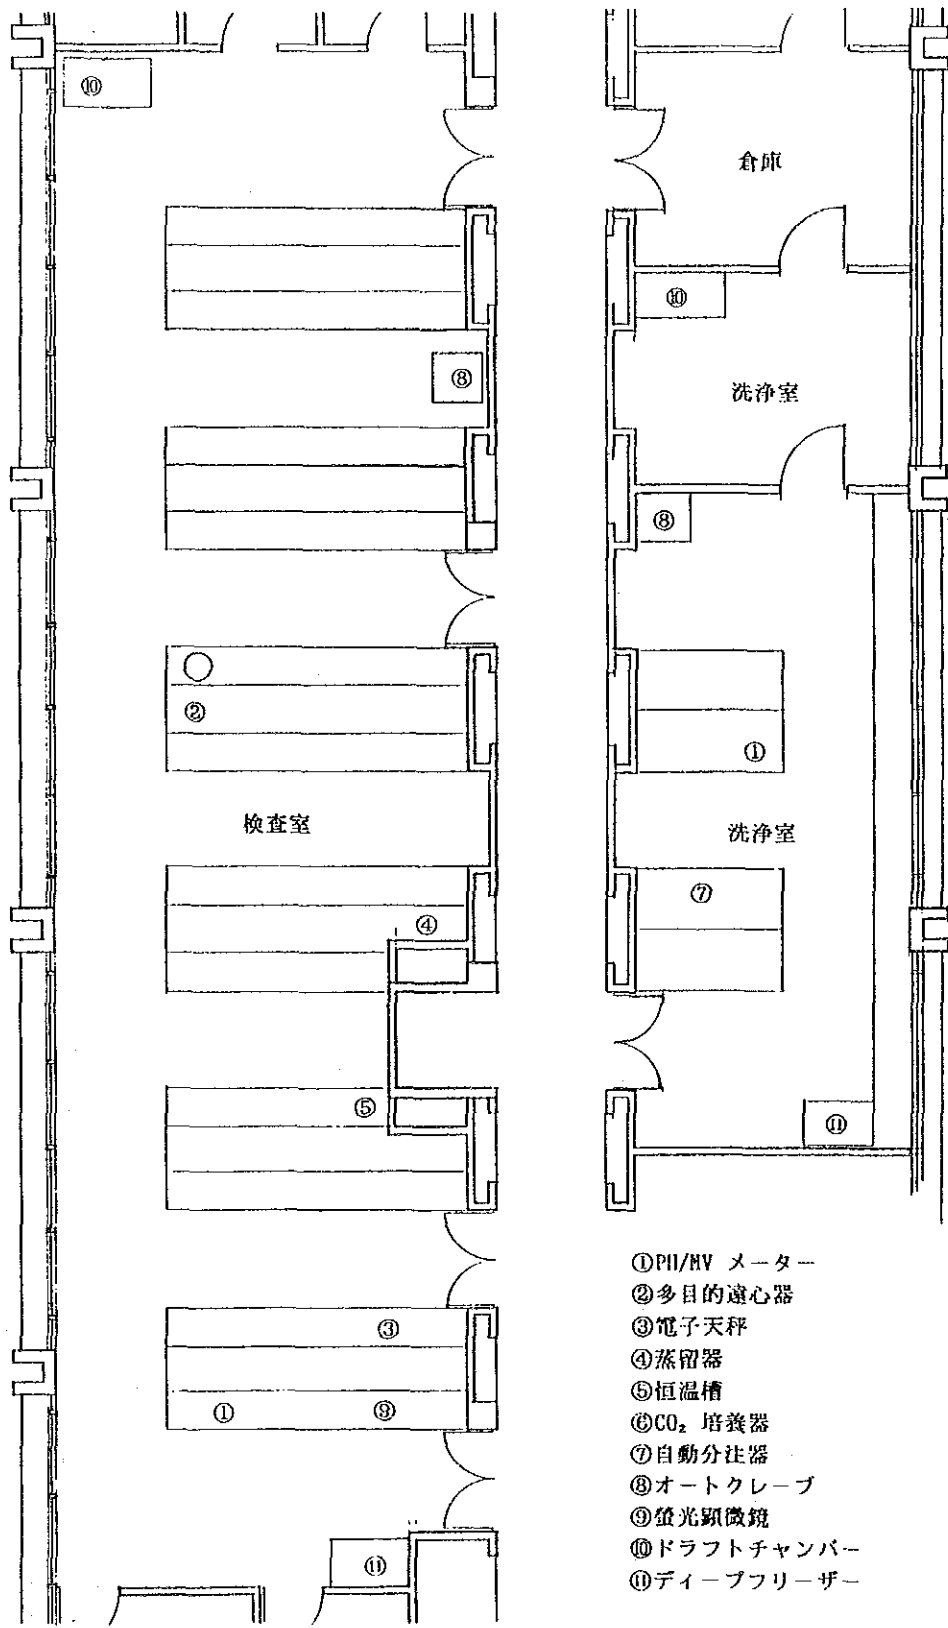 ⑩
倉庫
⑩
⑧
洗浄室
⑧
②
①
検査室
洗浄室
⑦
④
⑤
⑪
①PH/MV メーター
②多目的遠心器
③電子天秤
④蒸留器
⑤恒温槽
⑥CO₂ 培養器
⑦自動分注器
⑧オートクレーブ
⑨螢光顕微鏡
⑩ドラフトチャンバー
⑪ディープフリーザー
③
①
⑨
⑪